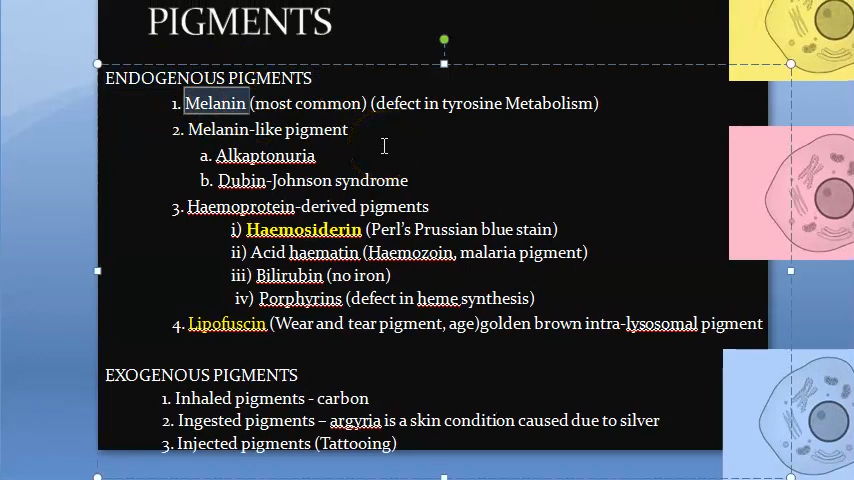 PIGMENTS
ENDOGENOUS PIGMENTS
1. Melanin (most common) (defect in tyrosine Metabolism)
2. Melanin-like pigment
a. Alkaptonuria
b. Dubin-Johnson syndrome
3. Haemoprotein-derived pigments
i) Haemosiderin (Perl's Prussian blue stain)
ii) Acid haematin (Haemozoin, malaria pigment)
iii) Bilirubin (no iron)
iv) Porphyrins (defect in heme synthesis)
4. Lipofuscin (Wear and tear pigment, age)golden brown intra-lysosomal pigment
EXOGENOUS PIGMENTS
1. Inhaled pigments - carbon
2. Ingested pigments – argyria is a skin condition caused due to silver
3. Injected pigments (Tattooing)